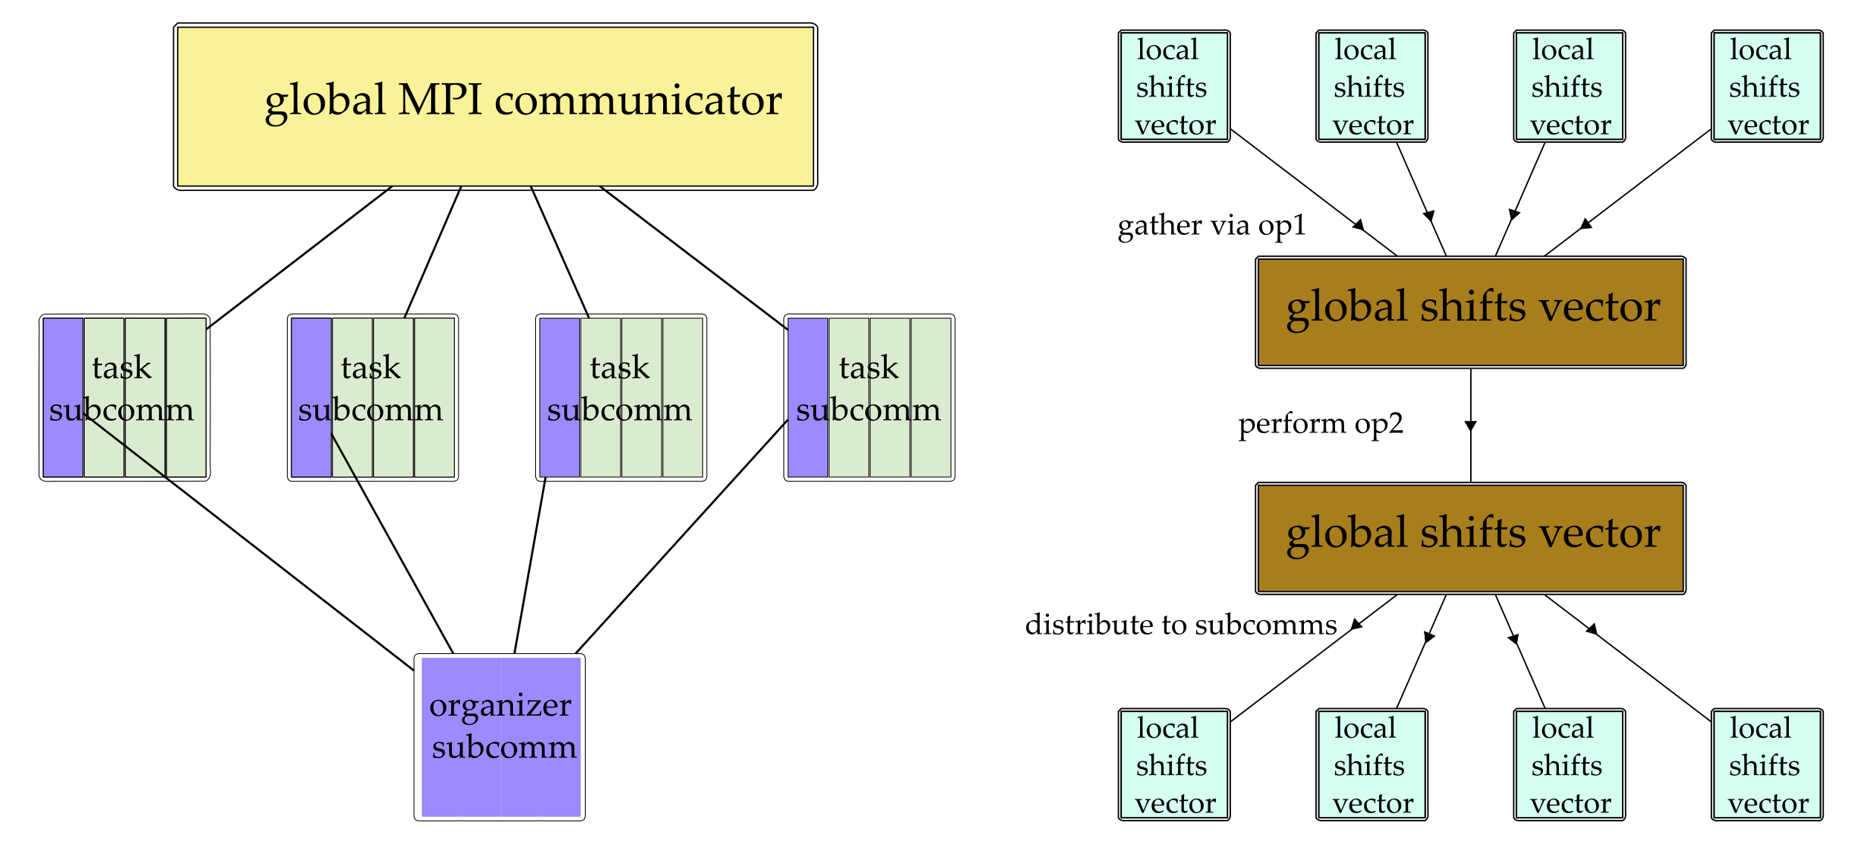 global MPI communicator
task
subcomm
task
subcomm
task
subcomm
task
subcomm
organizer
subcomm
local
shifts
vector
local
shifts
vector
local
shifts
vector
local
shifts
vector
gather via op1
global shifts vector
perform op2
global shifts vector
distribute to subcomms
local
shifts
vector
local
shifts
vector
local
shifts
vector
local
shifts
vector